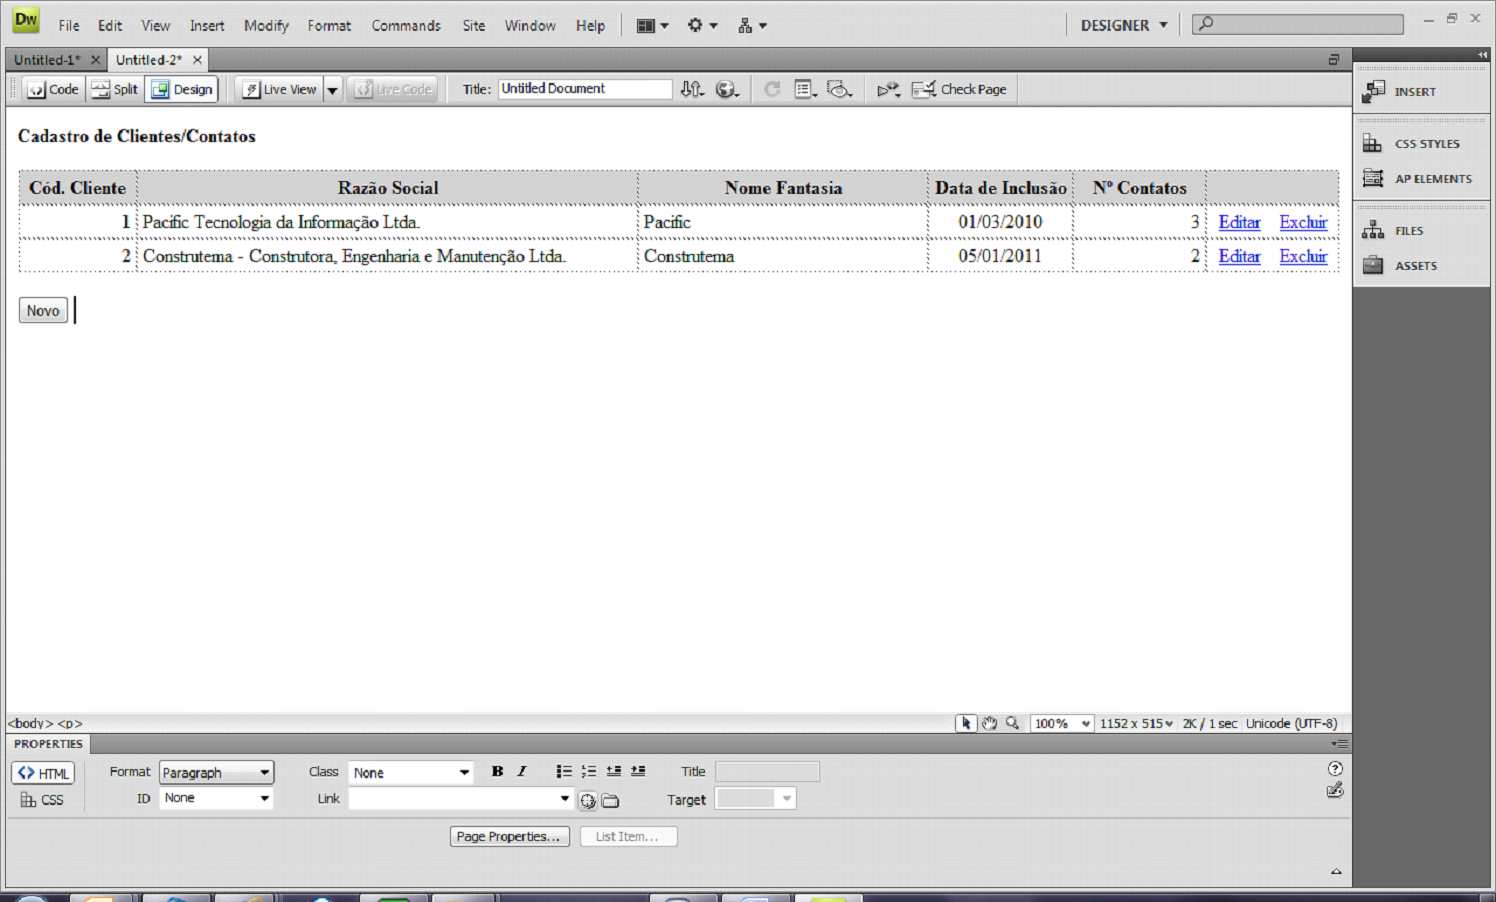 Dw File Edit View Insert Modify Format Commands Site Window Help DESIGNER
Untitled-1* × Untitled-2* ×
Code Split Design Live View Live Code Title: Untitled Document Check Page
INSERT
CSS STYLES
AP ELEMENTS
FILES
ASSETS
Cadastro de Clientes/Contatos
Cód. Cliente Razão Social Nome Fantasia Data de Inclusão Nº Contatos
1 Pacific Tecnologia da Informação Ltda. Pacific 01/03/2010 3 Editar Excluir
2 Construtema - Construtora, Engenharia e Manutenção Ltda. Construtema 05/01/2011 2 Editar Excluir
Novo
<body> <p> 100% 1152 x 515 2K / 1 sec Unicode (UTF-8)
PROPERTIES
<> HTML Format Paragraph Class None B I Title
CSS ID None Link Target
Page Properties... List Item...